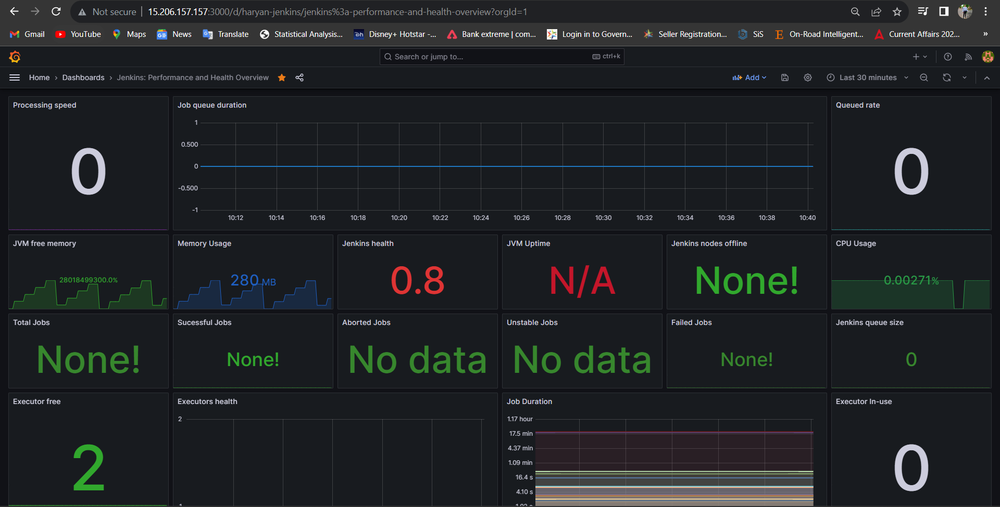 Not secure
15.206.157.157:3000/d/haryan-jenkins/jenkins%3a-performance-and-health-overview?orgId=1
Gmail
YouTube
Maps
News
Translate
Statistical Analysis...
Disney+ Hotstar -...
Bank extreme | com...
Login in to Govern...
Seller Registration...
SiS
On-Road Intelligent...
Current Affairs 202...
»
Search or jump to...
ctrl+k
Home › Dashboards › Jenkins: Performance and Health Overview
Add
Last 30 minutes
Processing speed
0
Job queue duration
1
0.500
0
-0.500
-1
10:12 10:14 10:16 10:18 10:20 10:22 10:24 10:26 10:28 10:30 10:32 10:34 10:36 10:38 10:40
Queued rate
0
JVM free memory
28018499300.0%
Memory Usage
280 MB
Jenkins health
0.8
JVM Uptime
N/A
Jenkins nodes offline
None!
CPU Usage
0.00271%
Total Jobs
None!
Sucessful Jobs
None!
Aborted Jobs
No data
Unstable Jobs
No data
Failed Jobs
None!
Jenkins queue size
0
Executor free
2
Executors health
2
Job Duration
1.17 hour
17.5 min
4.37 min
1.09 min
16.4 s
4.10 s
Executor In-use
0